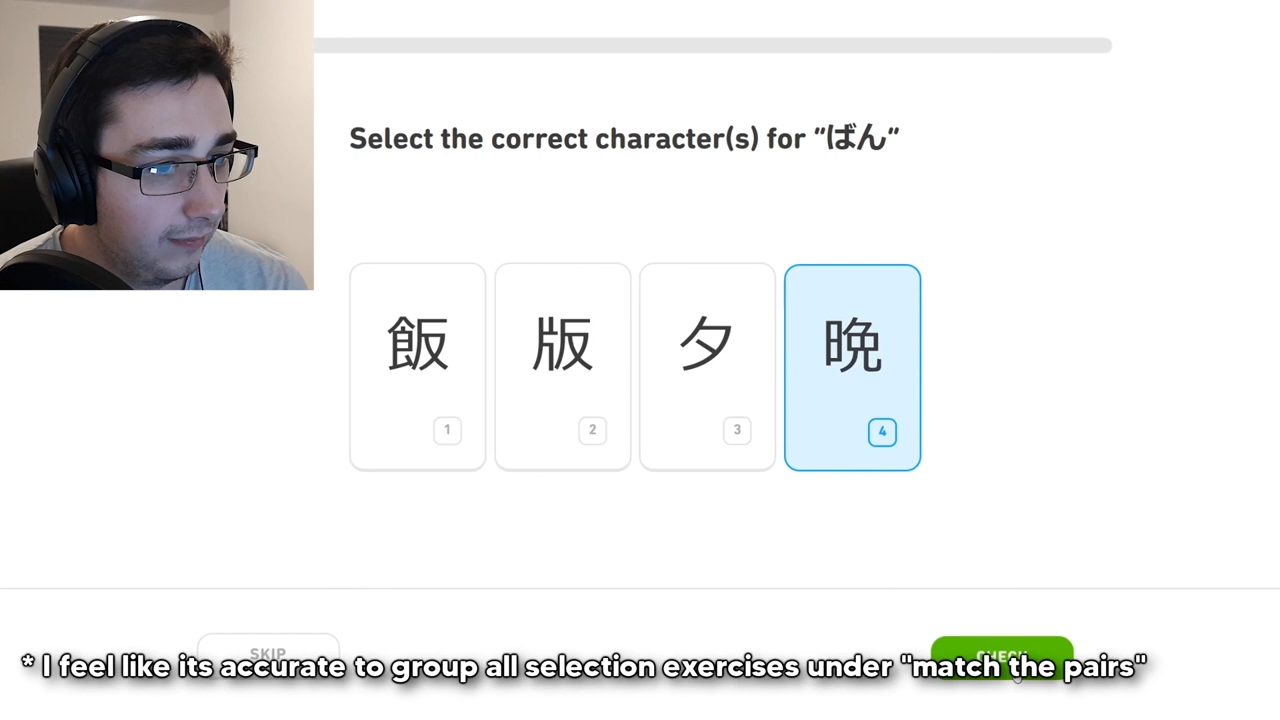 Select the correct character(s) for “ばん“
飯 版 夕 晩
1 2 3 4
SKIP CHECK
* I feel like its accurate to group all selection exercises under "match the pairs"